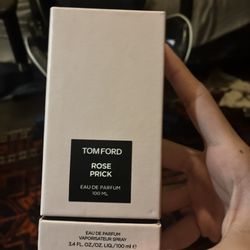 TOM FORD
ROSE
PRICK
EAU DE PARFUM
100 ML
EAU DE PARFUM
VAPORISATEUR SPRAY
3.4 FL. OZ./OZ. LIQ./100 ml ℮